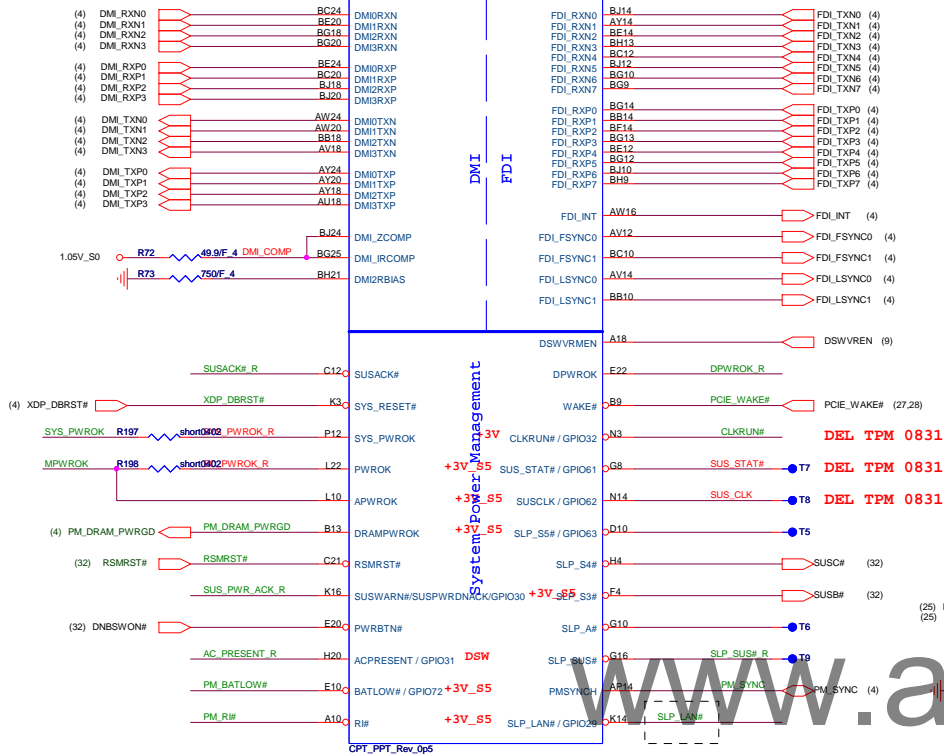 (4) DMI_RXN0 BC24 DMI0RXN FDI_RXN0 BJ14 FDI_TXN0 (4)
(4) DMI_RXN1 BE20 DMI1RXN FDI_RXN1 AY14 FDI_TXN1 (4)
(4) DMI_RXN2 BG18 DMI2RXN FDI_RXN2 BE14 FDI_TXN2 (4)
(4) DMI_RXN3 BG20 DMI3RXN FDI_RXN3 BH13 FDI_TXN3 (4)
FDI_RXN4 BC12 FDI_TXN4 (4)
(4) DMI_RXP0 BE24 DMI0RXP FDI_RXN5 BJ12 FDI_TXN5 (4)
(4) DMI_RXP1 BC20 DMI1RXP FDI_RXN6 BG10 FDI_TXN6 (4)
(4) DMI_RXP2 BJ18 DMI2RXP FDI_RXN7 BG9 FDI_TXN7 (4)
(4) DMI_RXP3 BJ20 DMI3RXP
FDI_RXP0 BG14 FDI_TXP0 (4)
(4) DMI_TXN0 AW24 DMI0TXN FDI_RXP1 BB14 FDI_TXP1 (4)
(4) DMI_TXN1 AW20 DMI1TXN FDI_RXP2 BF14 FDI_TXP2 (4)
(4) DMI_TXN2 BB18 DMI2TXN FDI_RXP3 BG13 FDI_TXP3 (4)
(4) DMI_TXN3 AV18 DMI3TXN FDI_RXP4 BE12 FDI_TXP4 (4)
FDI_RXP5 BG12 FDI_TXP5 (4)
(4) DMI_TXP0 AY24 DMI0TXP FDI_RXP6 BJ10 FDI_TXP6 (4)
(4) DMI_TXP1 AY20 DMI1TXP FDI_RXP7 BH9 FDI_TXP7 (4)
(4) DMI_TXP2 AY18 DMI2TXP
(4) DMI_TXP3 AU18 DMI3TXP
DMI
FDI
FDI_INT AW16 FDI_INT (4)
BJ24 DMI_ZCOMP FDI_FSYNC0 AV12 FDI_FSYNC0 (4)
1.05V_S0 R72 49.9/F_4 DMI_COMP BG25 DMI_IRCOMP FDI_FSYNC1 BC10 FDI_FSYNC1 (4)
R73 750/F_4 BH21 DMI2RBIAS FDI_LSYNC0 AV14 FDI_LSYNC0 (4)
FDI_LSYNC1 BB10 FDI_LSYNC1 (4)
DSWVRMEN A18 DSWVREN (9)
System Power Management
SUSACK#_R C12 SUSACK# DPWROK E22 DPWROK_R
(4) XDP_DBRST# XDP_DBRST# K3 SYS_RESET# WAKE# B9 PCIE_WAKE# PCIE_WAKE# (27,28)
SYS_PWROK R197 short0402 PWROK_R P12 SYS_PWROK +3V CLKRUN# / GPIO32 N3 CLKRUN# DEL TPM 0831
MPWROK R198 short0402 PWROK_R L22 PWROK +3V_S5 SUS_STAT# / GPIO61 G8 SUS_STAT# T7 DEL TPM 0831
L10 APWROK +3V_S5 SUSCLK / GPIO62 N14 SUS_CLK T8 DEL TPM 0831
(4) PM_DRAM_PWRGD PM_DRAM_PWRGD B13 DRAMPWROK +3V_S5 SLP_S5# / GPIO63 D10 T5
(32) RSMRST# RSMRST# C21 RSMRST# SLP_S4# H4 SUSC# (32)
SUS_PWR_ACK_R K16 SUSWARN#/SUSPWRDNACK/GPIO30 +3V_S5 SLP_S3# F4 SUSB# (32)
(25)
(25)
(32) DNBSWON# E20 PWRBTN# SLP_A# G10 T6
AC_PRESENT_R H20 ACPRESENT / GPIO31 DSW SLP_SUS# G16 SLP_SUS#_R T9
PM_BATLOW# E10 BATLOW# / GPIO72 +3V_S5 PMSYNCH AP14 PM_SYNC PM_SYNC (4)
PM_RI# A10 RI# +3V_S5 SLP_LAN# / GPIO29 K14 SLP_LAN#
CPT_PPT_Rev_0p5
www.a